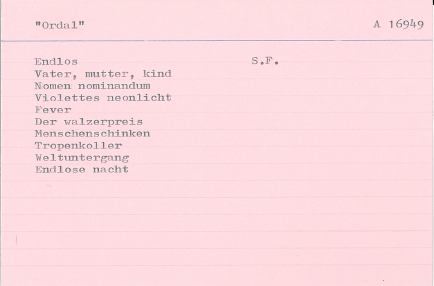 "Ordal" A 16949
Endlos S.F.
Vater, mutter, kind
Nomen nominandum
Violettes neonlicht
Fever
Der walzerpreis
Menschenschinken
Tropenkoller
Weltuntergang
Endlose nacht